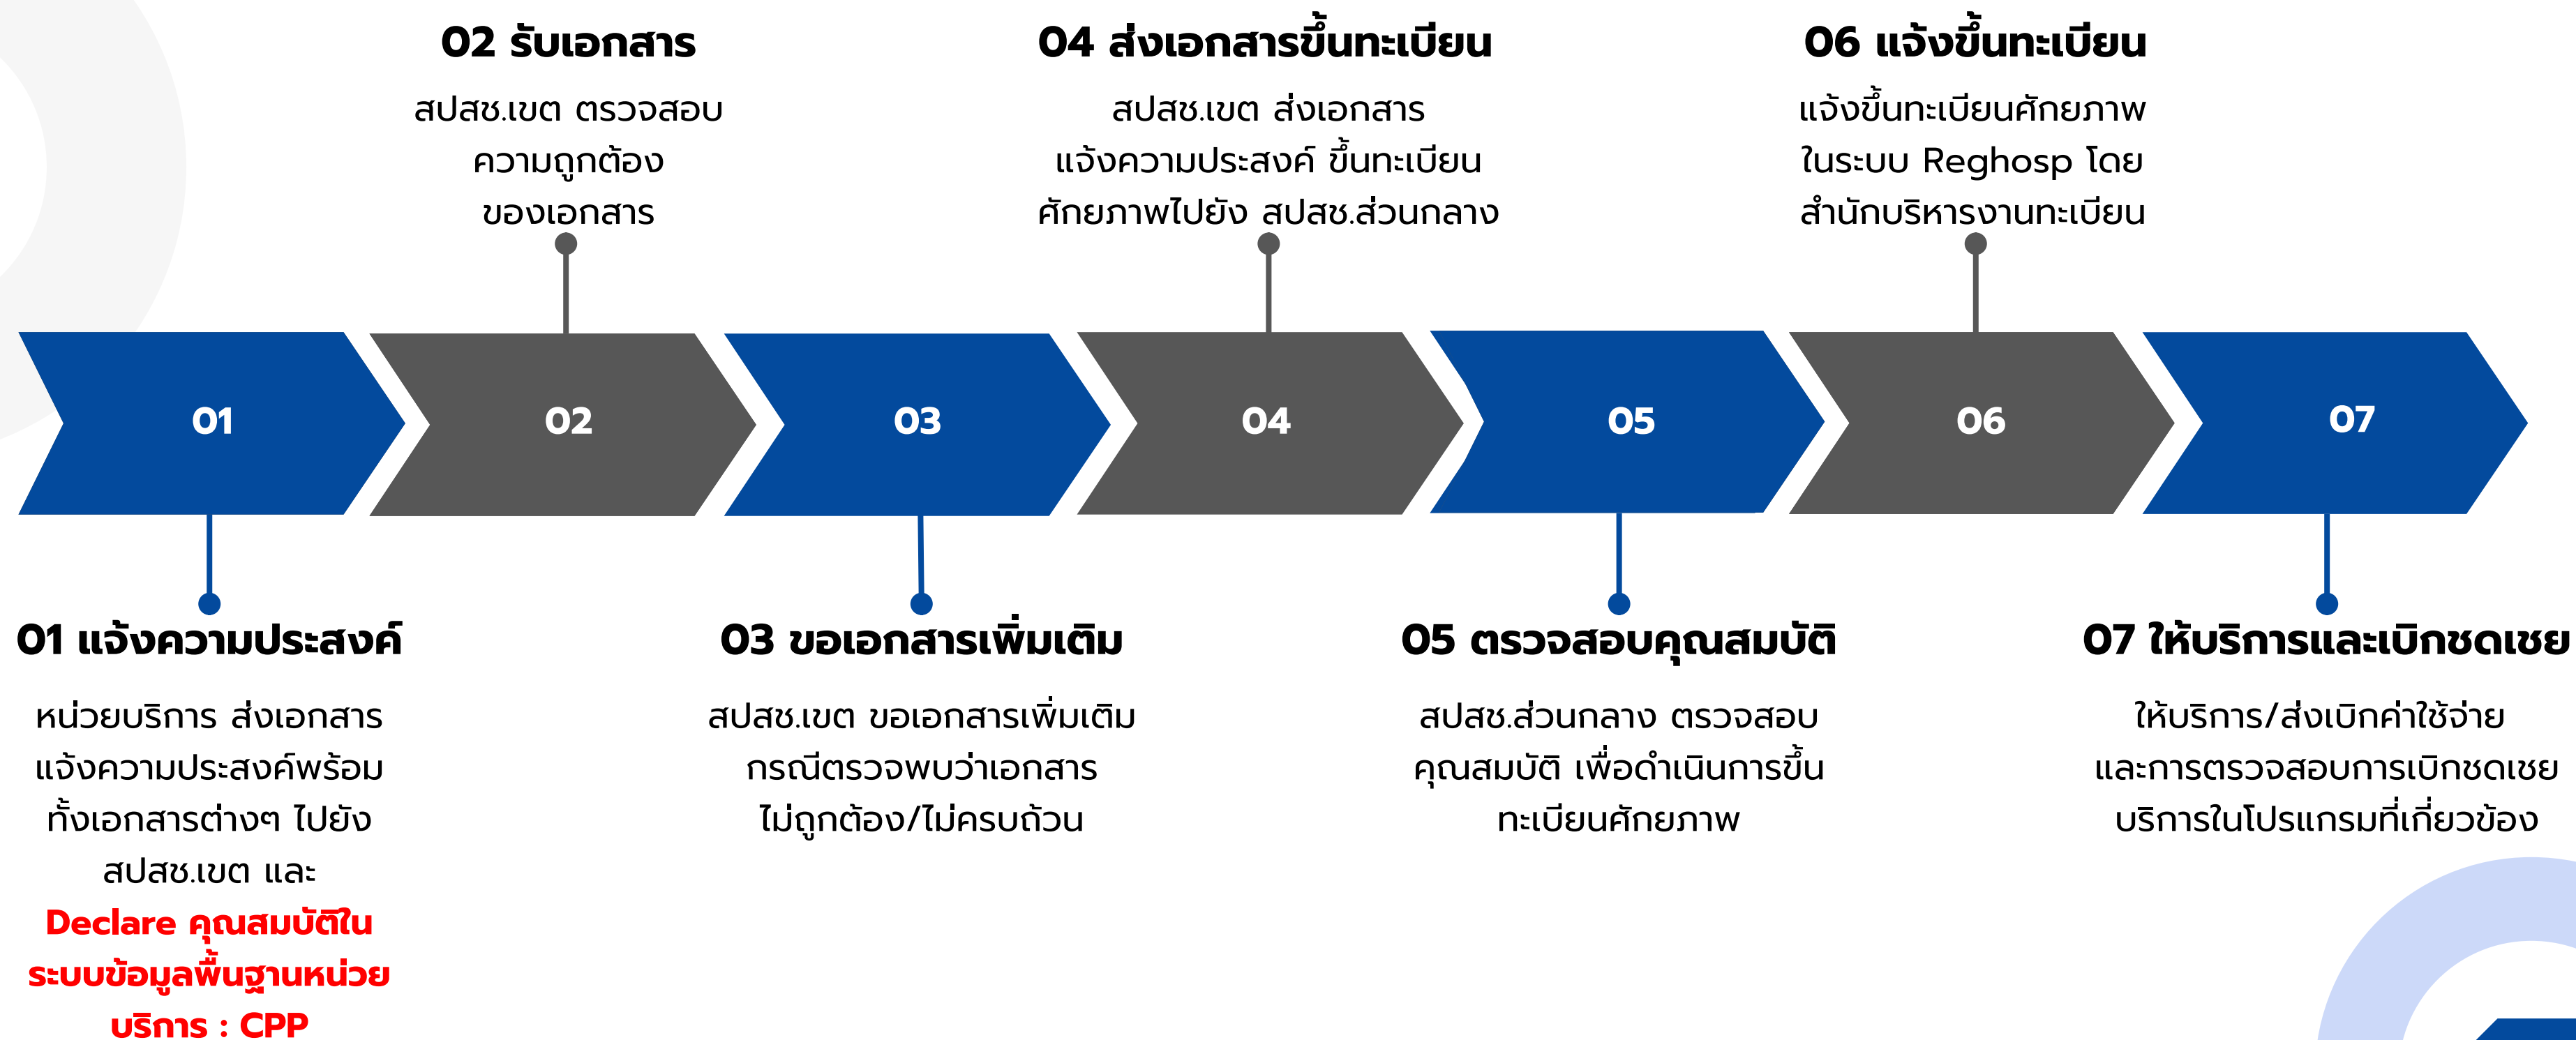 02 รับเอกสาร
สปสช.เขต ตรวจสอบ
ความถูกต้อง
ของเอกสาร
04 ส่งเอกสารขึ้นทะเบียน
สปสช.เขต ส่งเอกสาร
แจ้งความประสงค์ ขึ้นทะเบียน
ศักยภาพไปยัง สปสช.ส่วนกลาง
06 แจ้งขึ้นทะเบียน
แจ้งขึ้นทะเบียนศักยภาพ
ในระบบ Reghosp โดย
สำนักบริหารงานทะเบียน
01
02
03
04
05
06
07
01 แจ้งความประสงค์
หน่วยบริการ ส่งเอกสาร
แจ้งความประสงค์พร้อม
ทั้งเอกสารต่างๆ ไปยัง
สปสช.เขต และ
Declare คุณสมบัติใน
ระบบข้อมูลพื้นฐานหน่วย
บริการ : CPP
03 ขอเอกสารเพิ่มเติม
สปสช.เขต ขอเอกสารเพิ่มเติม
กรณีตรวจพบว่าเอกสาร
ไม่ถูกต้อง/ไม่ครบถ้วน
05 ตรวจสอบคุณสมบัติ
สปสช.ส่วนกลาง ตรวจสอบ
คุณสมบัติ เพื่อดำเนินการขึ้น
ทะเบียนศักยภาพ
07 ให้บริการและเบิกชดเชย
ให้บริการ/ส่งเบิกค่าใช้จ่าย
และการตรวจสอบการเบิกชดเชย
บริการในโปรแกรมที่เกี่ยวข้อง